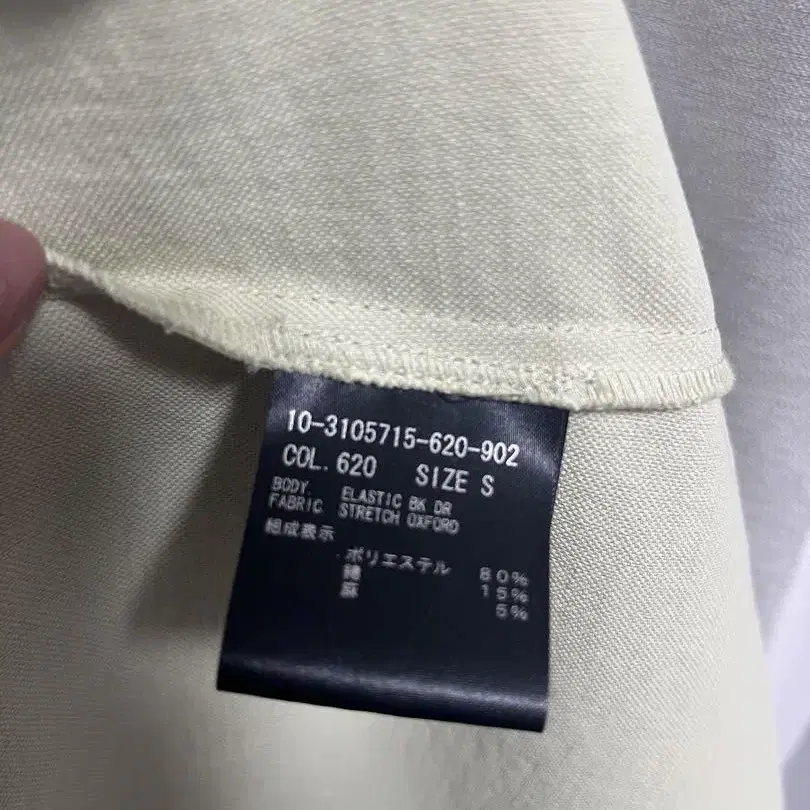 10-3105715-620-902
COL. 620 SIZE S
BODY. ELASTIC BK DR
FABRIC. STRETCH OXFORD
組成表示
ポリエステル 80%
綿 15%
麻 5%